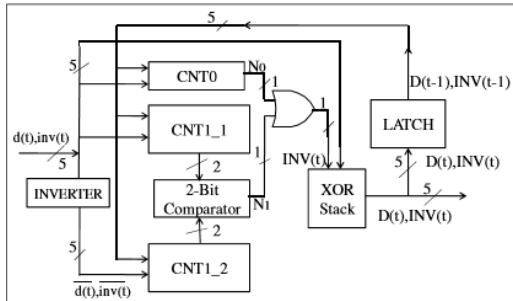 5
N0
5
CNT0
1
1
D(t-1),INV(t-1)
CNT1_1
LATCH
d(t),inv(t)
5
1
INV(t)
2
5
D(t),INV(t)
INVERTER
2-Bit
Comparator
XOR
Stack
N1
5
2
D(t),INV(t)
5
CNT1_2
d(t),inv(t)